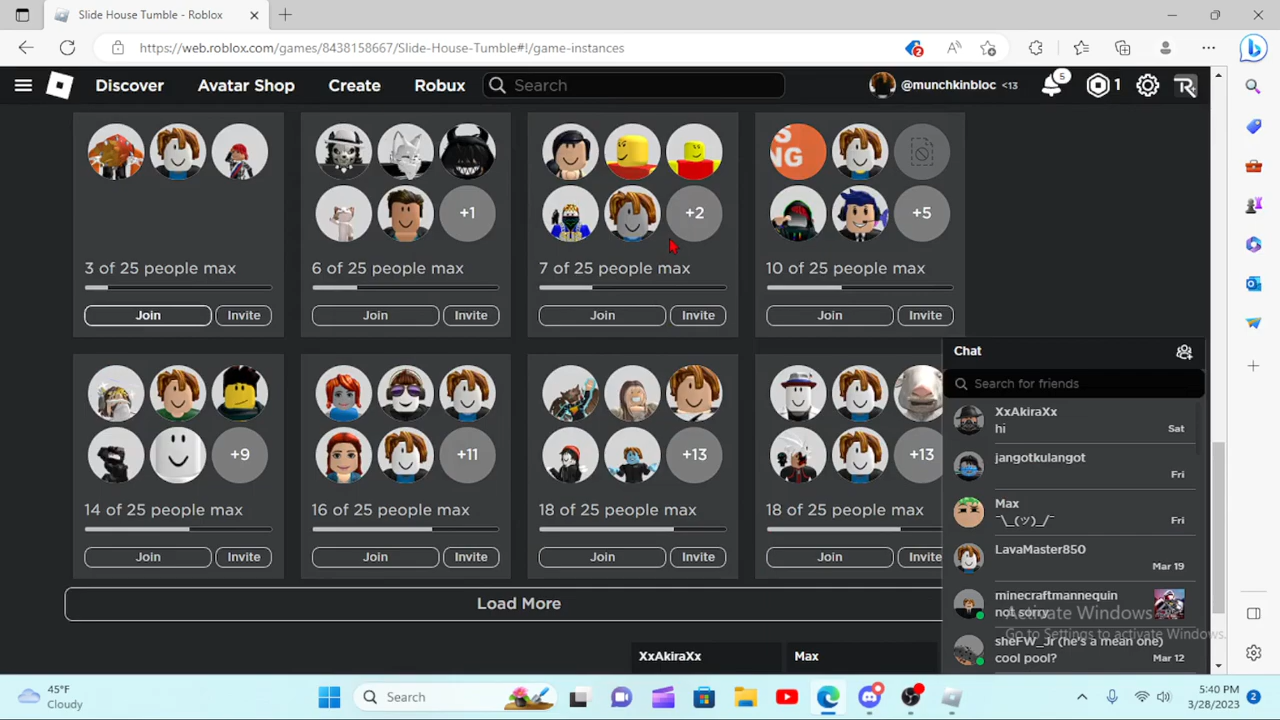 Slide House Tumble - Roblox
https://web.roblox.com/games/8438158667/Slide-House-Tumble#!/game-instances
2
Discover
Avatar Shop
Create
Robux
Search
@munchkinbloc <13
5
1
+1
+2
+5
3 of 25 people max
6 of 25 people max
7 of 25 people max
10 of 25 people max
Join
Invite
Join
Invite
Join
Invite
Join
Invite
+9
+11
+13
+13
14 of 25 people max
16 of 25 people max
18 of 25 people max
18 of 25 people max
Join
Invite
Join
Invite
Join
Invite
Join
Invite
Load More
Chat
Search for friends
XxAkiraXx
hi
Sat
jangotkulangot
Fri
Max
¯\_(ツ)_/¯
Fri
LavaMaster850
Mar 19
minecraftmannequin
not sorry
Activate Windows
Go to Settings to activate Windows.
sheFW_Jr (he's a mean one)
cool pool?
Mar 12
XxAkiraXx
Max
45°F
Cloudy
Search
5:40 PM
3/28/2023
2